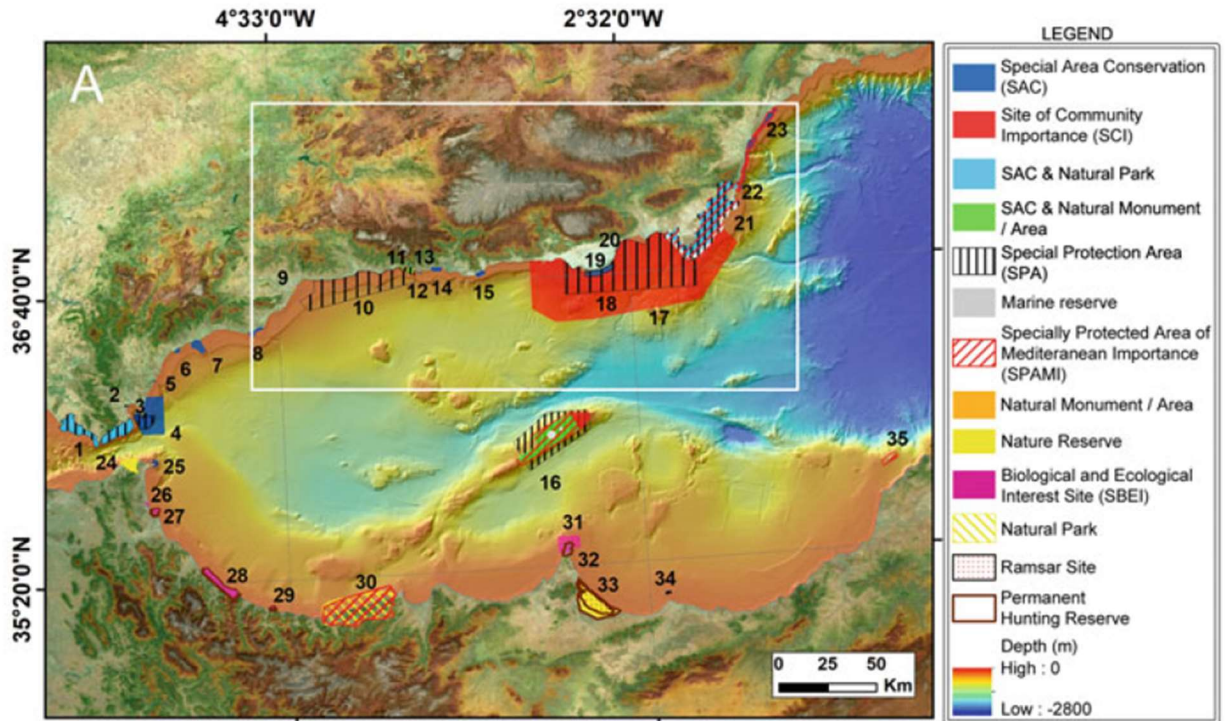 4°33'0"W
2°32'0"W
A
36°40'0"N
35°20'0"N
1
2
3
4
5
6
7
8
9
10
11
12
13
14
15
16
17
18
19
20
21
22
23
24
25
26
27
28
29
30
31
32
33
34
35
0 25 50
Km
LEGEND
Special Area Conservation
(SAC)
Site of Community
Importance (SCI)
SAC & Natural Park
SAC & Natural Monument
/ Area
Special Protection Area
(SPA)
Marine reserve
Specially Protected Area of
Mediteranean Importance
(SPAMI)
Natural Monument / Area
Nature Reserve
Biological and Ecological
Interest Site (SBEI)
Natural Park
Ramsar Site
Permanent
Hunting Reserve
Depth (m)
High : 0
Low : -2800